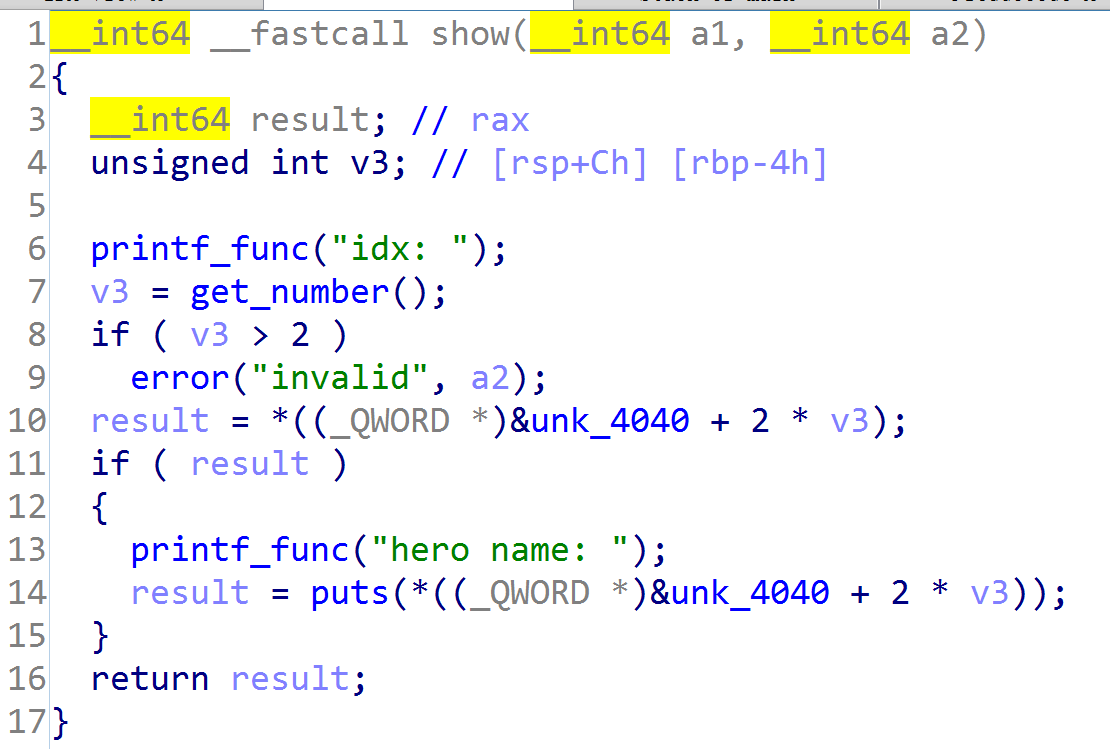 1 __int64 __fastcall show(__int64 a1, __int64 a2)
2 {
3   __int64 result; // rax
4   unsigned int v3; // [rsp+Ch] [rbp-4h]
5
6   printf_func("idx: ");
7   v3 = get_number();
8   if ( v3 > 2 )
9     error("invalid", a2);
10   result = *((_QWORD *)&unk_4040 + 2 * v3);
11   if ( result )
12   {
13     printf_func("hero name: ");
14     result = puts(*((_QWORD *)&unk_4040 + 2 * v3));
15   }
16   return result;
17 }